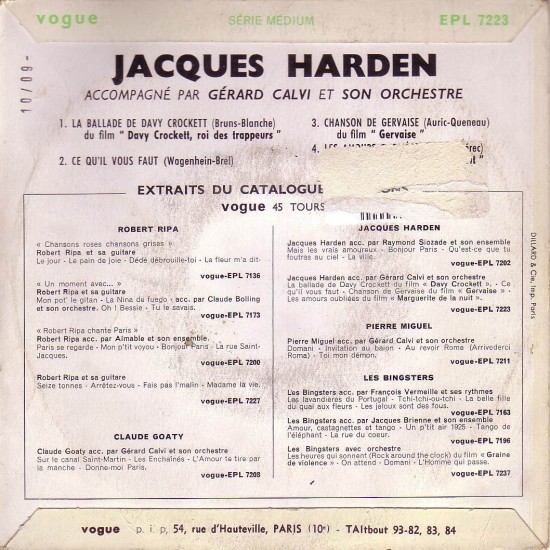 vogue SÉRIE MÉDIUM EPL 7223
10/09-
JACQUES HARDEN
ACCOMPAGNÉ PAR GÉRARD CALVI ET SON ORCHESTRE
1. LA BALLADE DE DAVY CROCKETT (Bruns-Blanche)
du film " Davy Crockett, roi des trappeurs "
2. CE QU'IL VOUS FAUT (Wagenhein-Brel)
3. CHANSON DE GERVAISE (Auric-Queneau)
du film " Gervaise "
4.
EXTRAITS DU CATALOGUE
vogue 45 TOURS
ROBERT RIPA
« Chansons roses chansons grises »
Robert Ripa et sa guitare
Le jour - Le pain de joie - Dédé débrouille-toi - La fleur m'a dit-
vogue-EPL 7136
« Un moment avec... »
Robert Ripa et sa guitare
Mon pot' le gitan - La Nina de fuego - acc. par Claude Bolling
et son orchestre. Oh ! Bessie - Tu le savais.
vogue-EPL 7173
« Robert Ripa chante Paris »
Robert Ripa acc. par Aimable et son ensemble.
Paris se regarde - Mon p'tit voyou - Bonjour Paris - La rue Saint-
Jacques.
vogue-EPL 7200
Robert Ripa et sa guitare
Seize tonnes - Arrêtez-vous - Fais pas l'malin - Madame la vie.
vogue-EPL 7227
CLAUDE GOATY
Claude Goaty acc. par Gérard Calvi et son orchestre
Sur le canal Saint-Martin - Les Enchaînés - L'Amour te tire par
la manche - Donne-moi Paris.
vogue-EPL 7208
JACQUES HARDEN
Jacques Harden acc. par Raymond Siozade et son ensemble
Mais les vrais amoureux - Bonjour Paris - Qu'est-ce que tu
foutras au ciel - La ville.
vogue-EPL 7202
Jacques Harden acc. par Gérard Calvi et son orchestre
La ballade de Davy Crockett du film « Davy Crockett ». - Ce
qu'il vous faut - Chanson de Gervaise du film « Gervaise » -
Les amours oubliées du film « Marguerite de la nuit ».
vogue-EPL 7223
PIERRE MIGUEL
Pierre Miguel acc. par Gérard Calvi et son orchestre
Domani - Invitation au baion - Au revoir Rome (Arrivederci
Roma) - Toi mon démon.
vogue-EPL 7211
LES BINGSTERS
Les Bingsters acc. par François Vermeille et ses rythmes
Les lavandières du Portugal - Tchi-tchi-ou-tchi - La belle fille
du quai aux fleurs - Les jaloux sont des fous.
vogue-EPL 7163
Les Bingsters acc. par Jacques Brienne et son ensemble
Amour, castagnettes et tango - Un p'tit air 1925 - Tango de
l'éléphant - La rue du coeur.
vogue-EPL 7196
Les Bingsters avec orchestre
Les heures qui sonnent (Rock around the clock) du film « Graine
de violence » - On attend - Domani - L'Homme qui passe.
vogue-EPL 7237
DILLARD & Cie, Imp. Paris
vogue p. i. p, 54, rue d'Hauteville, PARIS (10e) - TAItbout 93-82, 83, 84